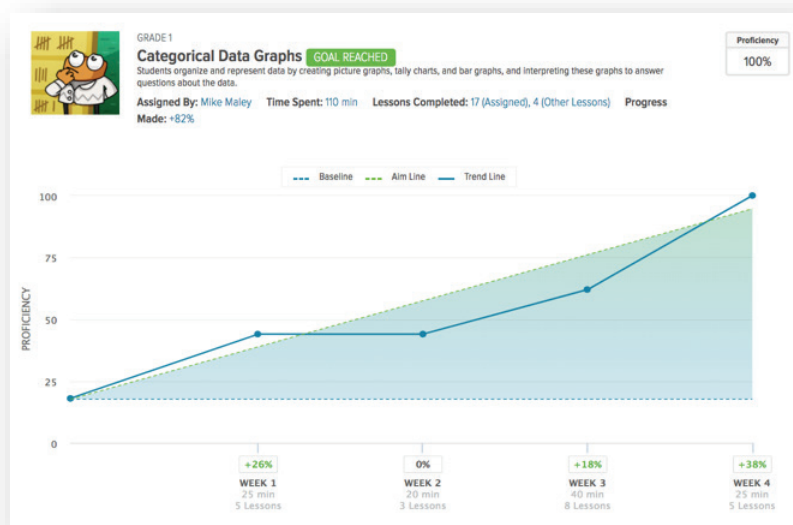 GRADE 1
Categorical Data Graphs GOAL REACHED
Proficiency
100%
Students organize and represent data by creating picture graphs, tally charts, and bar graphs, and interpreting these graphs to answer
questions about the data.
Assigned By: Mike Maley Time Spent: 110 min Lessons Completed: 17 (Assigned), 4 (Other Lessons) Progress
Made: +82%
Baseline Aim Line Trend Line
100
75
50
25
0
PROFICIENCY
+26% 0% +18% +38%
WEEK 1 WEEK 2 WEEK 3 WEEK 4
25 min 20 min 40 min 25 min
5 Lessons 3 Lessons 8 Lessons 5 Lessons